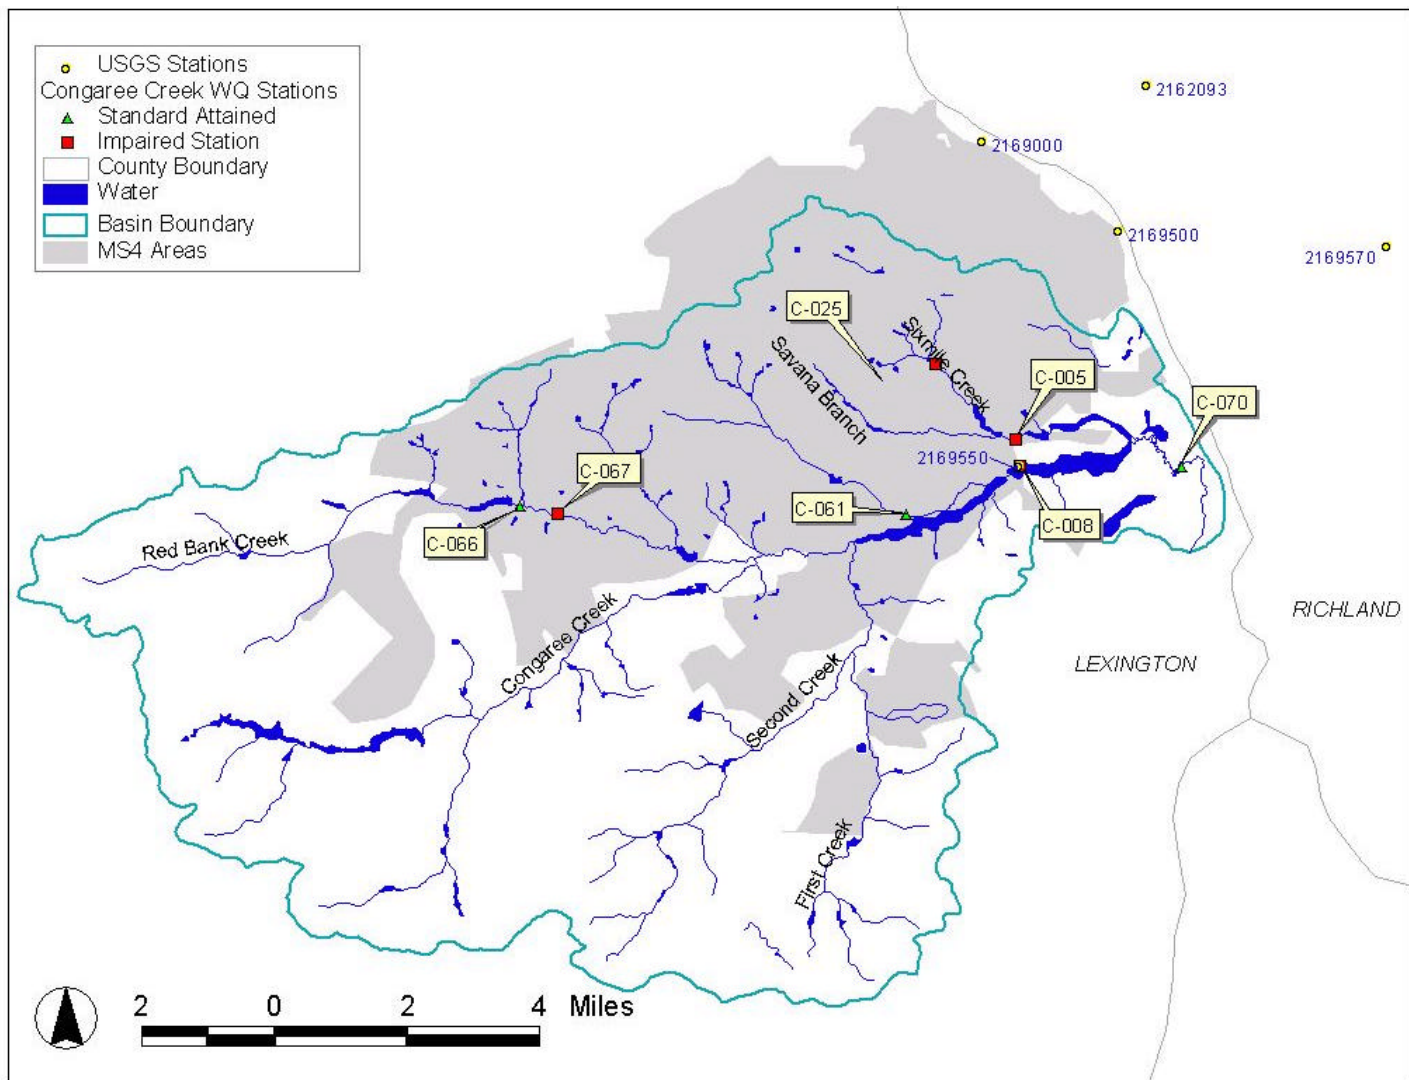 USGS Stations
Congaree Creek WQ Stations
Standard Attained
Impaired Station
County Boundary
Water
Basin Boundary
MS4 Areas
2162093
2169000
2169500
2169570
C-025
Sixmile Creek
Savana Branch
C-005
C-070
2169550
C-067
C-061
C-008
C-066
Red Bank Creek
Congaree Creek
Second Creek
First Creek
RICHLAND
LEXINGTON
2 0 2 4 Miles